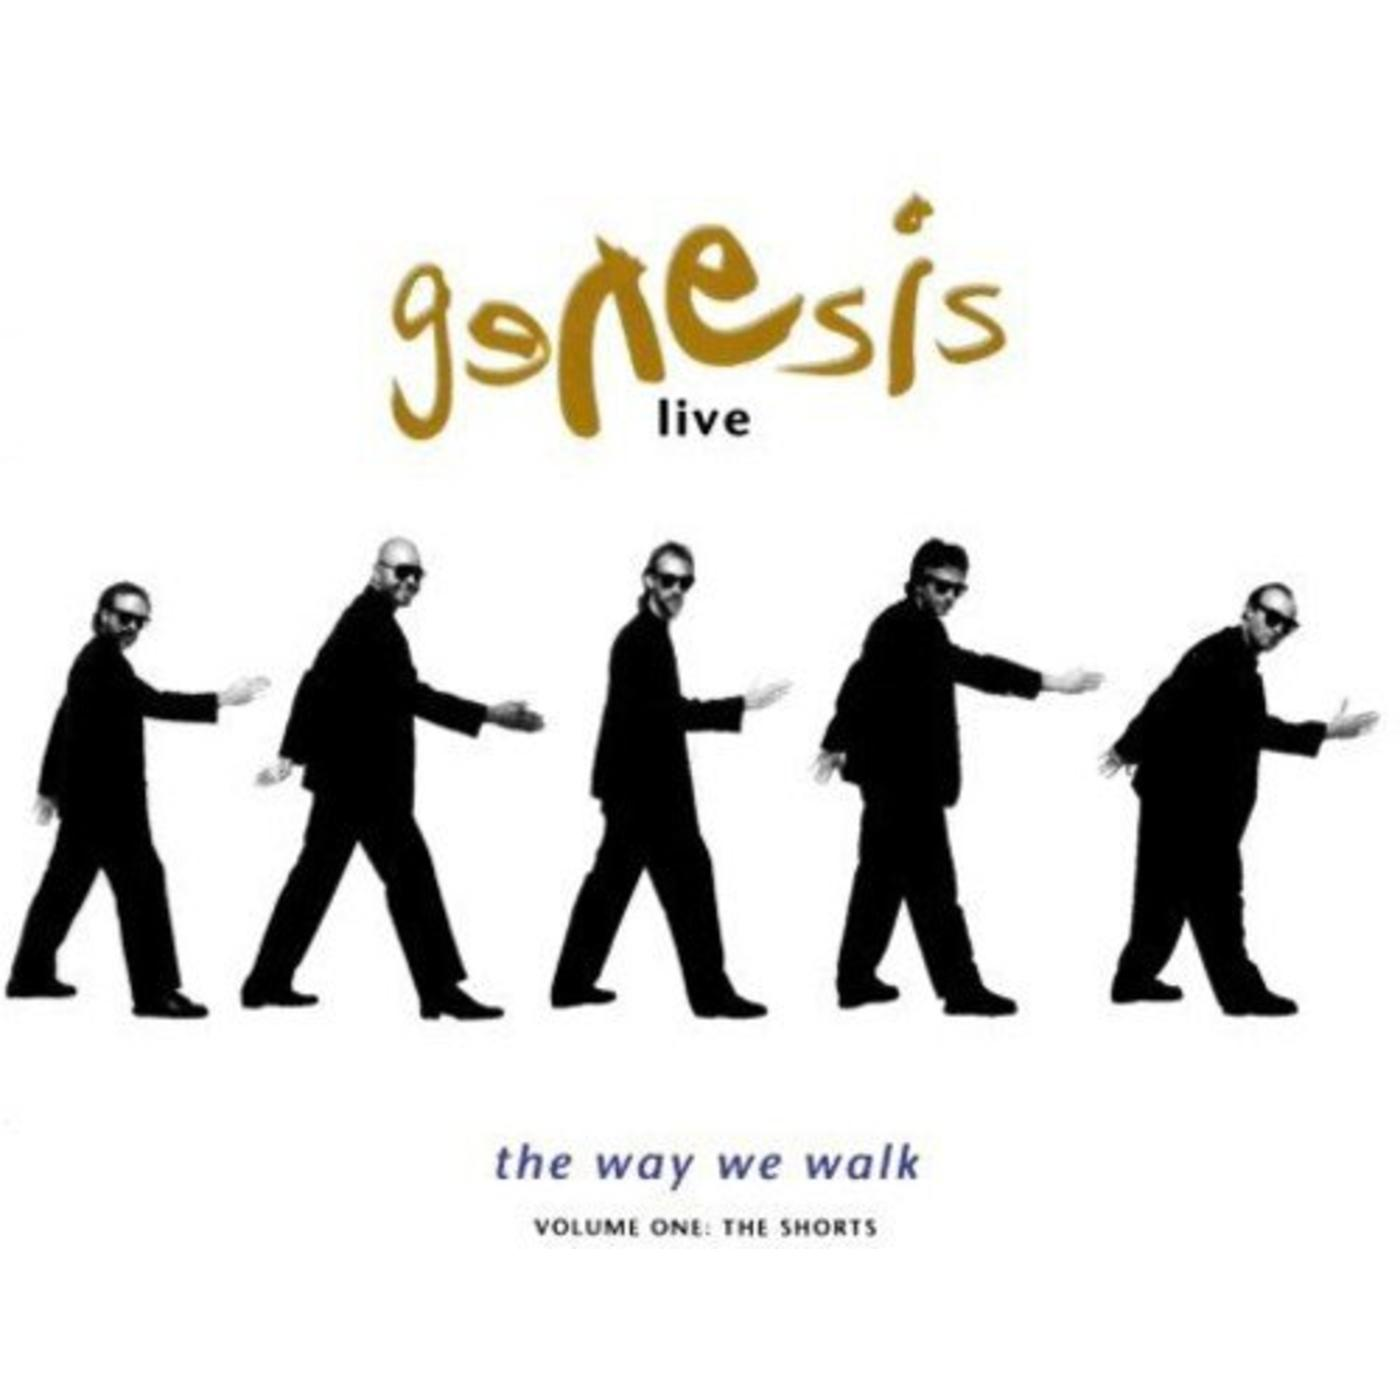 genesis
live
the way we walk
VOLUME ONE: THE SHORTS